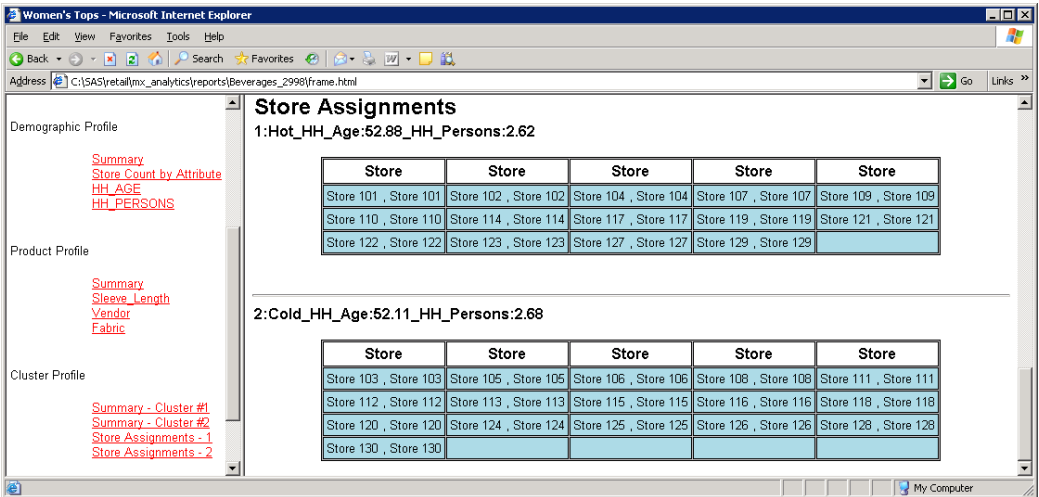 Women's Tops - Microsoft Internet Explorer
File Edit View Favorites Tools Help
Back Search Favorites
Address C:\SAS\retail\mx_analytics\reports\Beverages_2998\frame.html Go Links »
Demographic Profile
Summary
Store Count by Attribute
HH_AGE
HH_PERSONS
Product Profile
Summary
Sleeve_Length
Vendor
Fabric
Cluster Profile
Summary - Cluster #1
Summary - Cluster #2
Store Assignments - 1
Store Assignments - 2
Store Assignments
1:Hot_HH_Age:52.88_HH_Persons:2.62
Store Store Store Store Store
Store 101 , Store 101 Store 102 , Store 102 Store 104 , Store 104 Store 107 , Store 107 Store 109 , Store 109
Store 110 , Store 110 Store 114 , Store 114 Store 117 , Store 117 Store 119 , Store 119 Store 121 , Store 121
Store 122 , Store 122 Store 123 , Store 123 Store 127 , Store 127 Store 129 , Store 129
2:Cold_HH_Age:52.11_HH_Persons:2.68
Store Store Store Store Store
Store 103 , Store 103 Store 105 , Store 105 Store 106 , Store 106 Store 108 , Store 108 Store 111 , Store 111
Store 112 , Store 112 Store 113 , Store 113 Store 115 , Store 115 Store 116 , Store 116 Store 118 , Store 118
Store 120 , Store 120 Store 124 , Store 124 Store 125 , Store 125 Store 126 , Store 126 Store 128 , Store 128
Store 130 , Store 130
My Computer